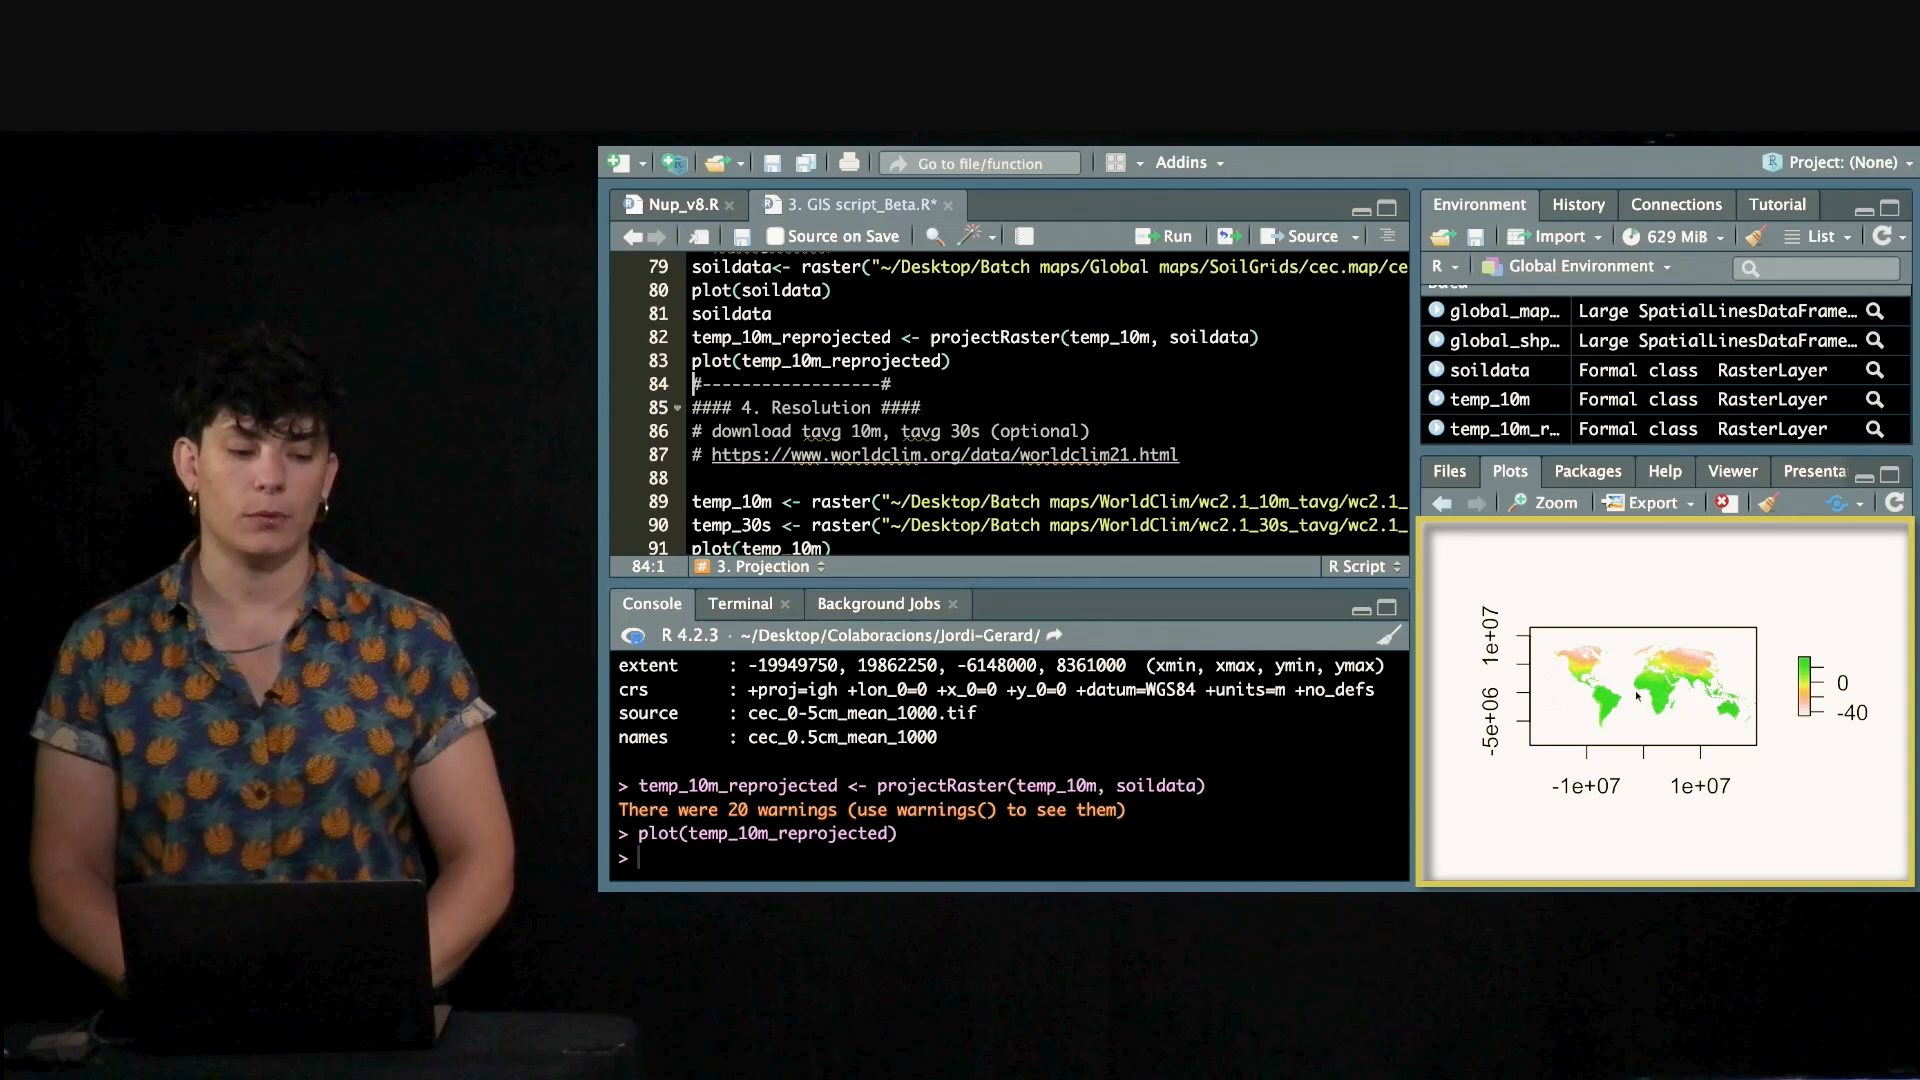 Go to file/function
Addins
Project: (None)
Nup_v8.R
3. GIS script_Beta.R*
Source on Save
Run
Source
79 soildata<- raster("~/Desktop/Batch maps/Global maps/SoilGrids/cec.map/ce
80 plot(soildata)
81 soildata
82 temp_10m_reprojected <- projectRaster(temp_10m, soildata)
83 plot(temp_10m_reprojected)
84 #------------------#
85 #### 4. Resolution ####
86 # download tavg 10m, tavg 30s (optional)
87 # https://www.worldclim.org/data/worldclim21.html
88
89 temp_10m <- raster("~/Desktop/Batch maps/WorldClim/wc2.1_10m_tavg/wc2.1_
90 temp_30s <- raster("~/Desktop/Batch maps/WorldClim/wc2.1_30s_tavg/wc2.1_
91 plot(temp_10m)
84:1
# 3. Projection
R Script
Console
Terminal
Background Jobs
R 4.2.3 · ~/Desktop/Colaboracions/Jordi-Gerard/
extent : -19949750, 19862250, -6148000, 8361000 (xmin, xmax, ymin, ymax)
crs : +proj=igh +lon_0=0 +x_0=0 +y_0=0 +datum=WGS84 +units=m +no_defs
source : cec_0-5cm_mean_1000.tif
names : cec_0.5cm_mean_1000
> temp_10m_reprojected <- projectRaster(temp_10m, soildata)
There were 20 warnings (use warnings() to see them)
> plot(temp_10m_reprojected)
>
Environment
History
Connections
Tutorial
Import
629 MiB
List
R
Global Environment
Data
global_map… Large SpatialLinesDataFrame…
global_shp… Large SpatialLinesDataFrame…
soildata Formal class RasterLayer
temp_10m Formal class RasterLayer
temp_10m_r… Formal class RasterLayer
Files
Plots
Packages
Help
Viewer
Presenta
Zoom
Export
1e+07
-5e+06
-1e+07
1e+07
0
-40